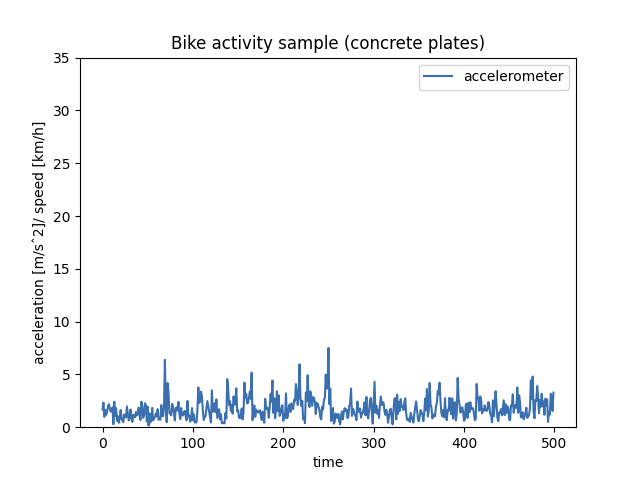 Bike activity sample (concrete plates)
accelerometer
35
30
25
20
15
10
5
0
acceleration [m/sˆ2]/ speed [km/h]
0 100 200 300 400 500
time